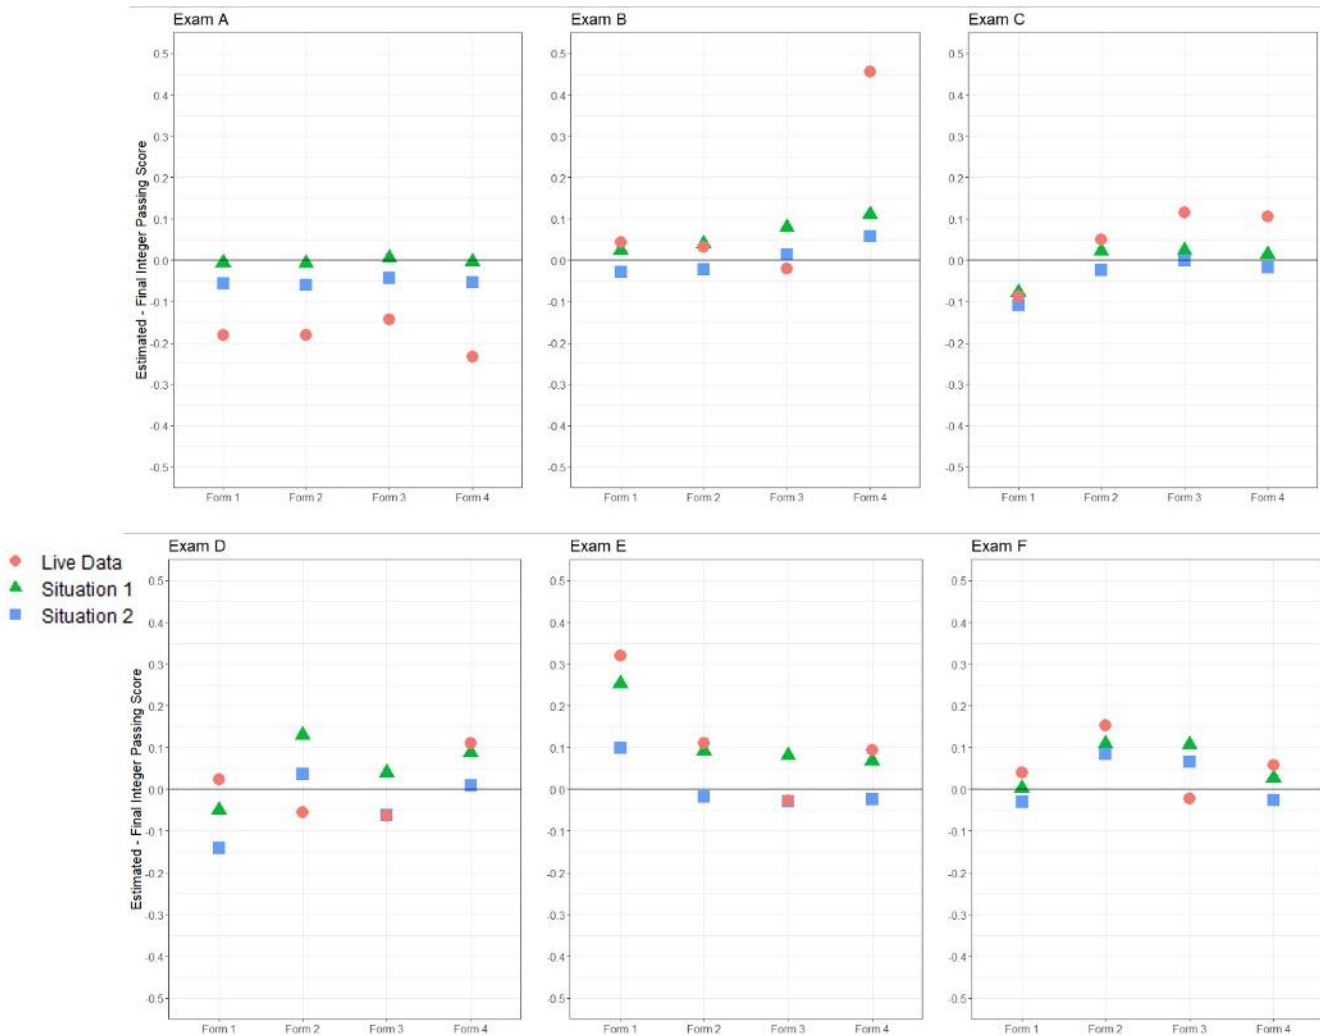 Exam A
Exam B
Exam C
Estimated - Final Integer Passing Score
0.5
0.4
0.3
0.2
0.1
0.0
-0.1
-0.2
-0.3
-0.4
-0.5
Form 1
Form 2
Form 3
Form 4
0.5
0.4
0.3
0.2
0.1
0.0
-0.1
-0.2
-0.3
-0.4
-0.5
Form 1
Form 2
Form 3
Form 4
0.5
0.4
0.3
0.2
0.1
0.0
-0.1
-0.2
-0.3
-0.4
-0.5
Form 1
Form 2
Form 3
Form 4
Live Data
Situation 1
Situation 2
Exam D
Exam E
Exam F
Estimated - Final Integer Passing Score
0.5
0.4
0.3
0.2
0.1
0.0
-0.1
-0.2
-0.3
-0.4
-0.5
Form 1
Form 2
Form 3
Form 4
0.5
0.4
0.3
0.2
0.1
0.0
-0.1
-0.2
-0.3
-0.4
-0.5
Form 1
Form 2
Form 3
Form 4
0.5
0.4
0.3
0.2
0.1
0.0
-0.1
-0.2
-0.3
-0.4
-0.5
Form 1
Form 2
Form 3
Form 4